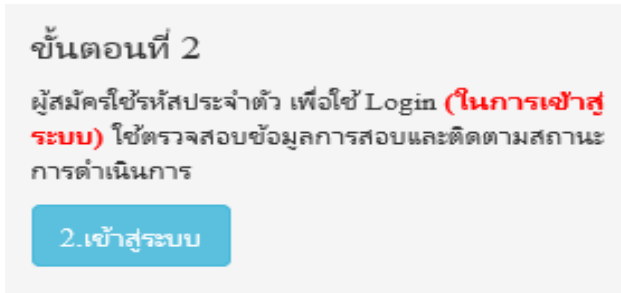 ขั้นตอนที่ 2
ผู้สมัครใช้รหัสประจำตัว เพื่อใช้ Login (ในการเข้าสู่
ระบบ) ใช้ตรวจสอบข้อมูลการสอบและติดตามสถานะ
การดำเนินการ
2.เข้าสู่ระบบ